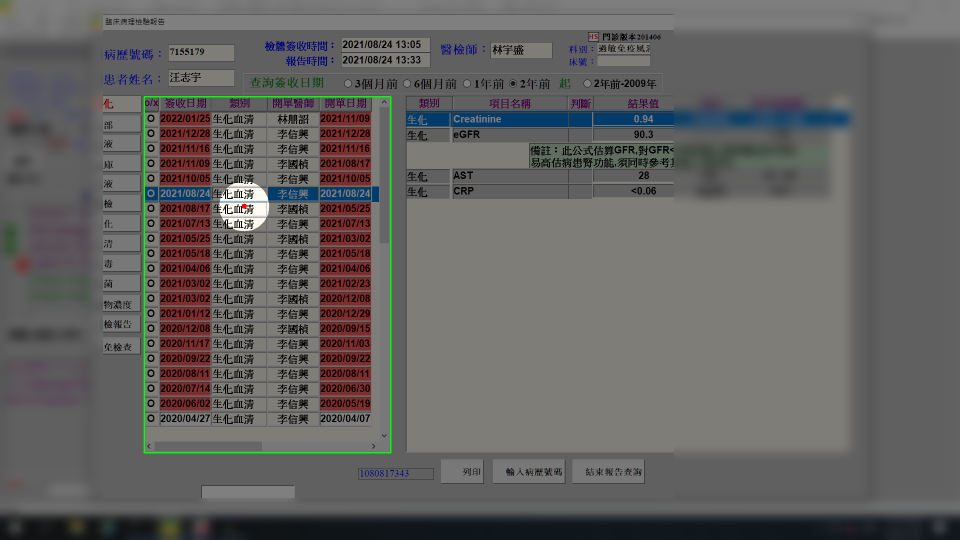 臨床病理檢驗報告
HS 門診版本201406
病歷號碼： 7155179 檢體簽收時間： 2021/08/24 13:05 醫檢師： 林宇盛 科別： 過敏免疫風濕
報告時間： 2021/08/24 13:33 床號：
患者姓名： 汪志宇 查詢簽收日期 3個月前 6個月前 1年前 2年前 起 2年前-2009年
化
部
液
庫
液
檢
化
清
毒
菌
物濃度
檢報告
免檢查
o/x 簽收日期 類別 開單醫師 開單日期
O 2022/01/25 生化血清 林朋韶 2021/11/09
O 2021/12/28 生化血清 李信興 2021/12/28
O 2021/11/16 生化血清 李信興 2021/11/16
O 2021/11/09 生化血清 李國楨 2021/08/17
O 2021/10/05 生化血清 李信興 2021/10/05
O 2021/08/24 生化血清 李信興 2021/08/24
O 2021/08/17 生化血清 李國楨 2021/05/25
O 2021/07/13 生化血清 李信興 2021/07/13
O 2021/05/25 生化血清 李國楨 2021/03/02
O 2021/05/18 生化血清 李信興 2021/05/18
O 2021/04/06 生化血清 李信興 2021/04/06
O 2021/03/02 生化血清 李信興 2021/02/23
O 2021/03/02 生化血清 李國楨 2020/12/08
O 2021/01/12 生化血清 李信興 2020/12/29
O 2020/12/08 生化血清 李國楨 2020/09/15
O 2020/11/17 生化血清 李信興 2020/11/03
O 2020/09/22 生化血清 李信興 2020/09/22
O 2020/08/11 生化血清 李信興 2020/08/11
O 2020/07/14 生化血清 李信興 2020/06/30
O 2020/06/02 生化血清 李信興 2020/05/19
O 2020/04/27 生化血清 李信興 2020/04/07
類別 項目名稱 判斷 結果值
生化 Creatinine 0.94
生化 eGFR 90.3
備註：此公式估算GFR,對GFR<
易高估病患腎功能,須同時參考
生化 AST 28
生化 CRP <0.06
1080817343 列印 輸入病歷號碼 結束報告查詢